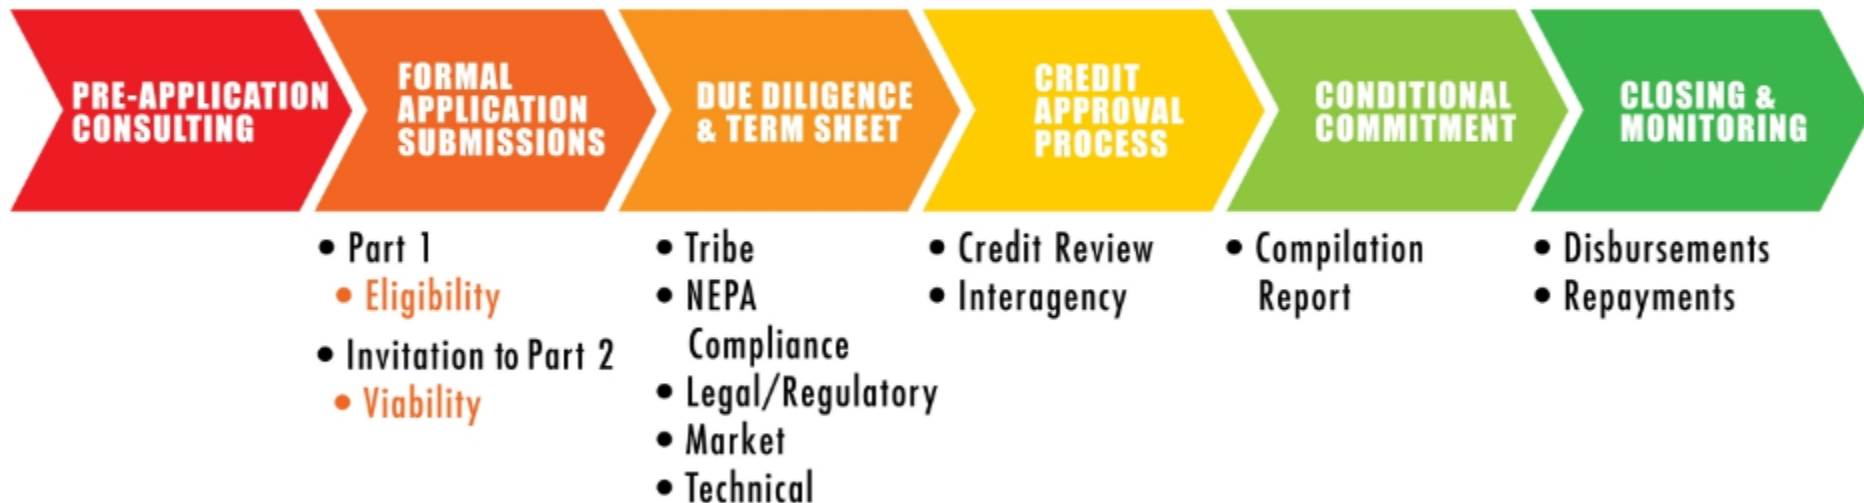 PRE-APPLICATION
CONSULTING
FORMAL
APPLICATION
SUBMISSIONS
DUE DILIGENCE
& TERM SHEET
CREDIT
APPROVAL
PROCESS
CONDITIONAL
COMMITMENT
CLOSING &
MONITORING
• Part 1
• Eligibility
• Invitation to Part 2
• Viability
• Tribe
• NEPA
Compliance
• Legal/Regulatory
• Market
• Technical
• Credit Review
• Interagency
• Compilation
Report
• Disbursements
• Repayments